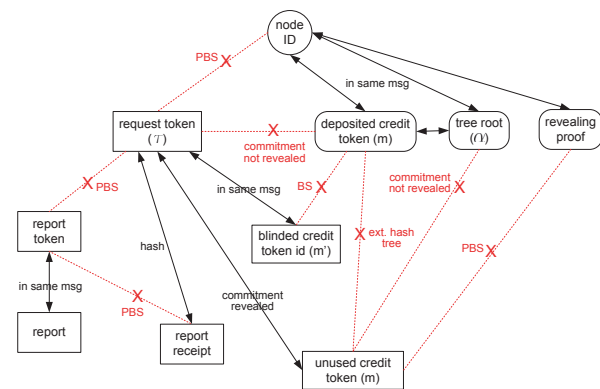 node
ID
PBS
in same msg
request token
(𝒯)
deposited credit
token (m)
tree root
(α)
revealing
proof
commitment
not revealed
commitment
not revealed
PBS
in same msg
BS
report
token
hash
blinded credit
token id (m')
ext. hash
tree
PBS
in same msg
commitment
revealed
PBS
report
report
receipt
unused credit
token (m)